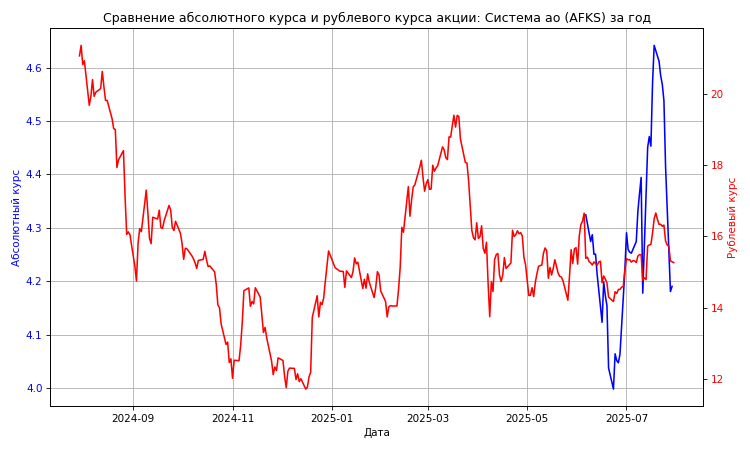 Сравнение абсолютного курса и рублевого курса акции: Система ао (AFKS) за год
4.6
4.5
4.4
4.3
4.2
4.1
4.0
Абсолютный курс
20
18
16
14
12
Рублевый курс
2024-09 2024-11 2025-01 2025-03 2025-05 2025-07
Дата